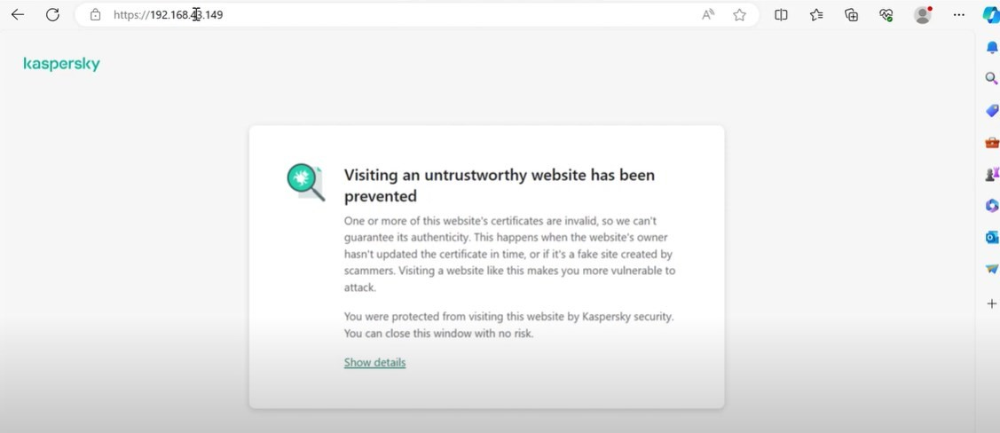 https://192.168.43.149
kaspersky
Visiting an untrustworthy website has been
prevented
One or more of this website's certificates are invalid, so we can't
guarantee its authenticity. This happens when the website's owner
hasn't updated the certificate in time, or if it's a fake site created by
scammers. Visiting a website like this makes you more vulnerable to
attack.
You were protected from visiting this website by Kaspersky security.
You can close this window with no risk.
Show details